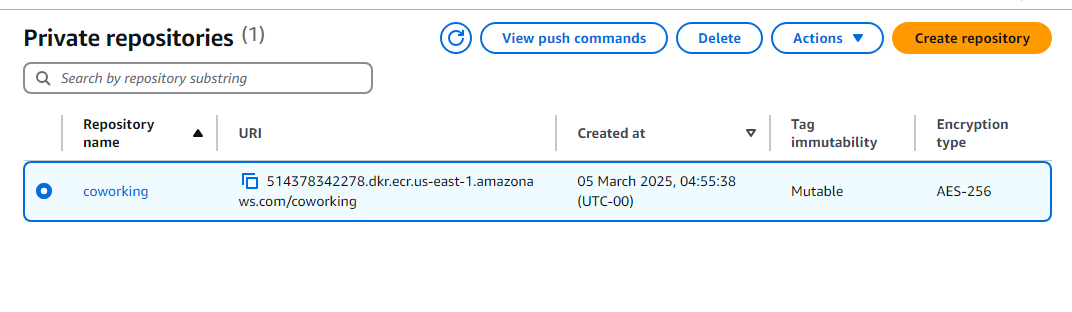 Private repositories (1)
View push commands
Delete
Actions
Create repository
Search by repository substring
Repository name
URI
Created at
Tag immutability
Encryption type
coworking
514378342278.dkr.ecr.us-east-1.amazona
ws.com/coworking
05 March 2025, 04:55:38
(UTC-00)
Mutable
AES-256